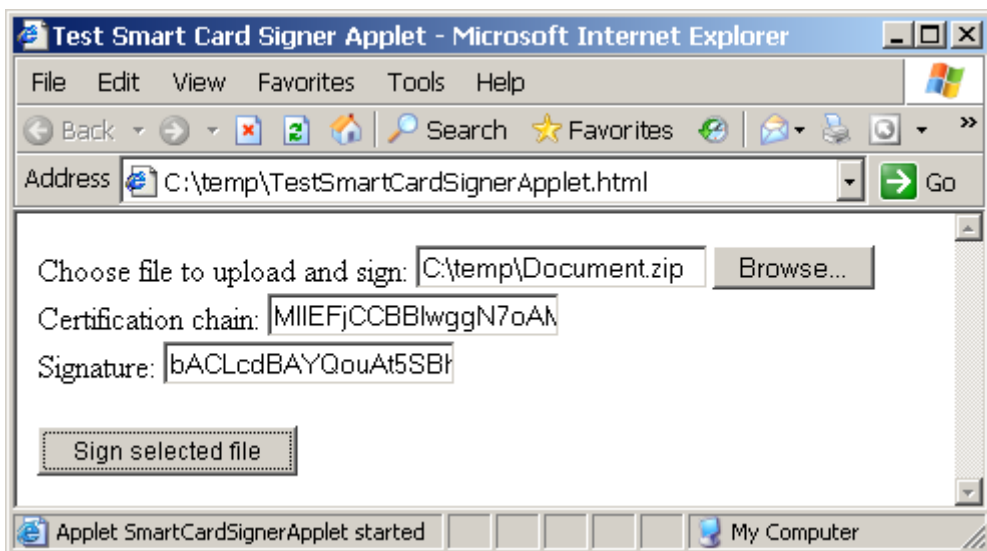 Test Smart Card Signer Applet - Microsoft Internet Explorer
File Edit View Favorites Tools Help
Back Search Favorites »
Address C:\temp\TestSmartCardSignerApplet.html Go
Choose file to upload and sign: C:\temp\Document.zip Browse...
Certification chain:
Signature:
Sign selected file
Applet SmartCardSignerApplet started My Computer